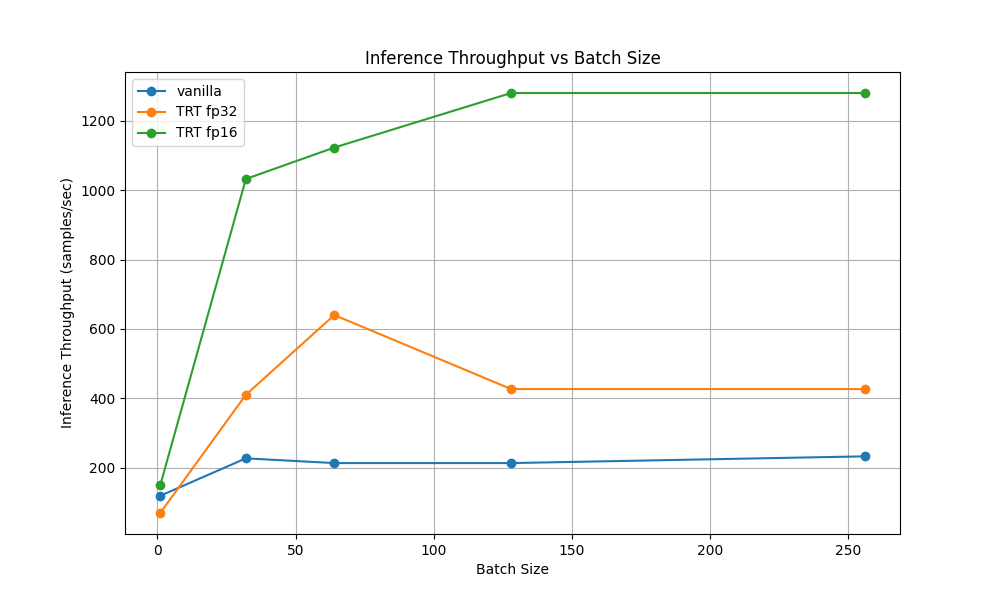 Inference Throughput vs Batch Size
vanilla
TRT fp32
TRT fp16
1200
1000
800
600
400
200
Inference Throughput (samples/sec)
0
50
100
150
200
250
Batch Size